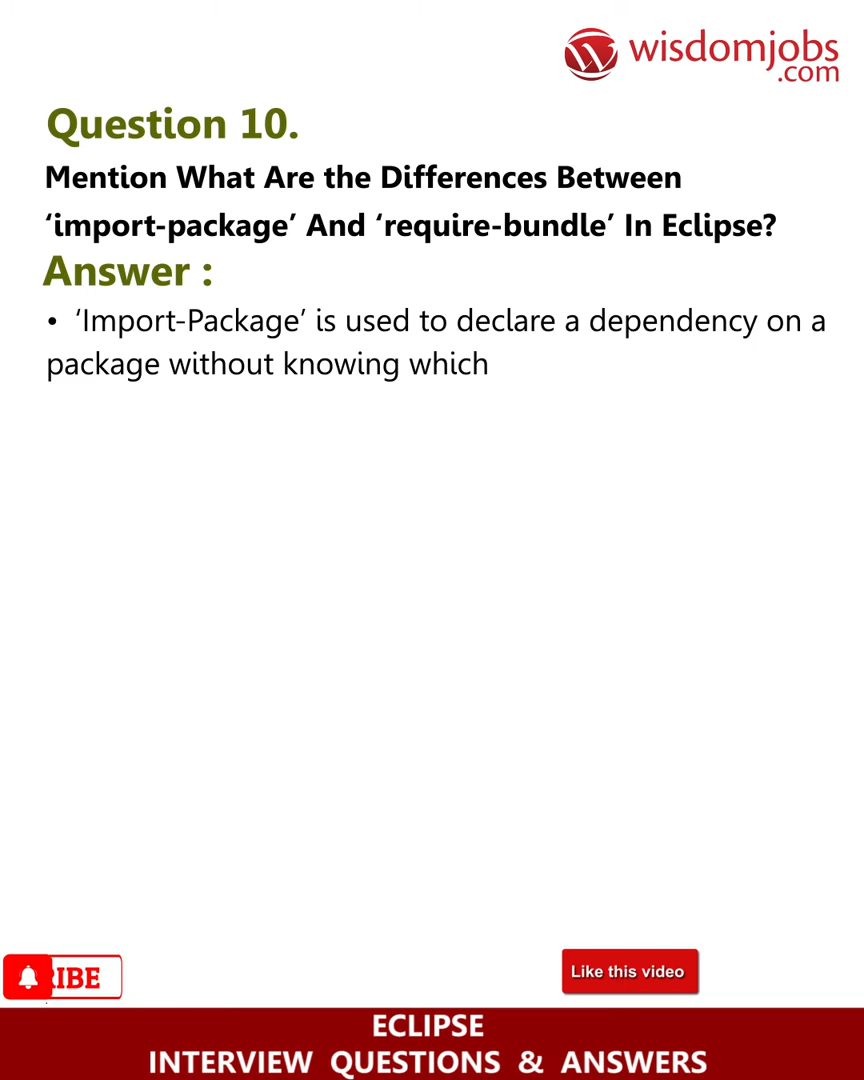 wisdomjobs
.com
Question 10.
Mention What Are the Differences Between
‘import-package’ And ‘require-bundle’ In Eclipse?
Answer :
• ‘Import-Package’ is used to declare a dependency on a
package without knowing which
IBE
Like this video
ECLIPSE
INTERVIEW QUESTIONS & ANSWERS